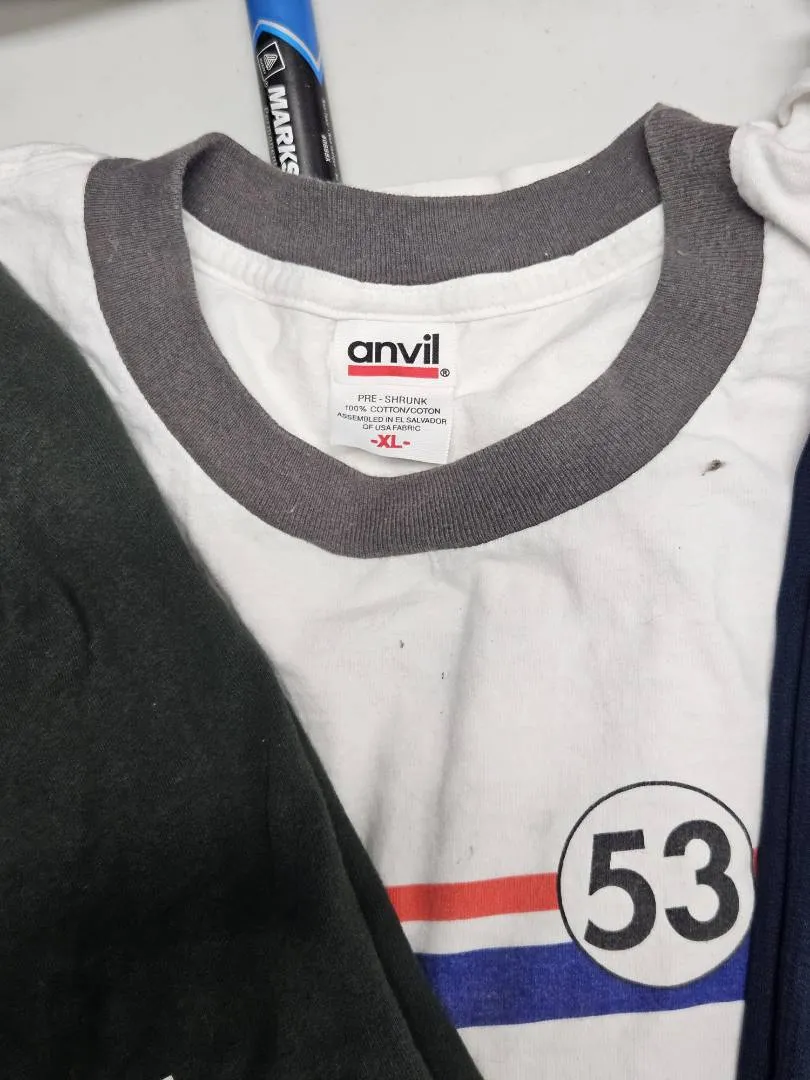 MARKS
anvil
®
PRE-SHRUNK
100% COTTON/COTON
ASSEMBLED IN EL SALVADOR
OF USA FABRIC
-XL-
53